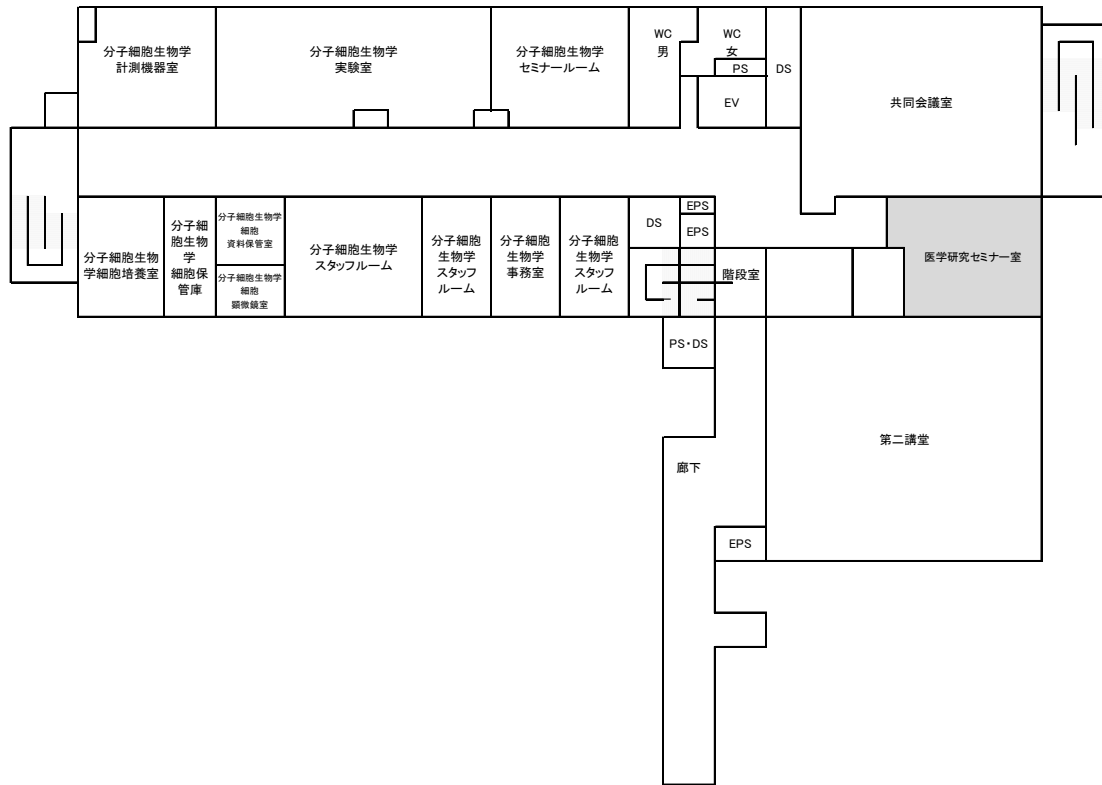 分子細胞生物学
計測機器室
分子細胞生物学
実験室
分子細胞生物学
セミナールーム
WC
男
WC
女
PS
EV
DS
共同会議室
分子細胞生物
学細胞培養室
分子細
胞生物
学
細胞保
管庫
分子細胞生物学
細胞
資料保管室
分子細胞生物学
細胞
顕微鏡室
分子細胞生物学
スタッフルーム
分子細胞
生物学
スタッフ
ルーム
分子細胞
生物学
事務室
分子細胞
生物学
スタッフ
ルーム
DS
EPS
EPS
階段室
医学研究セミナー室
PS・DS
第二講堂
廊下
EPS